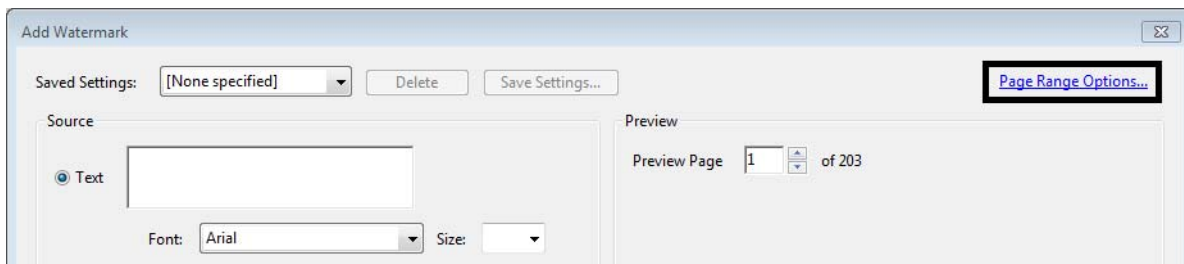 Add Watermark
Saved Settings: [None specified] Delete Save Settings... Page Range Options...
Source
Text
Font: Arial Size:
Preview
Preview Page 1 of 203